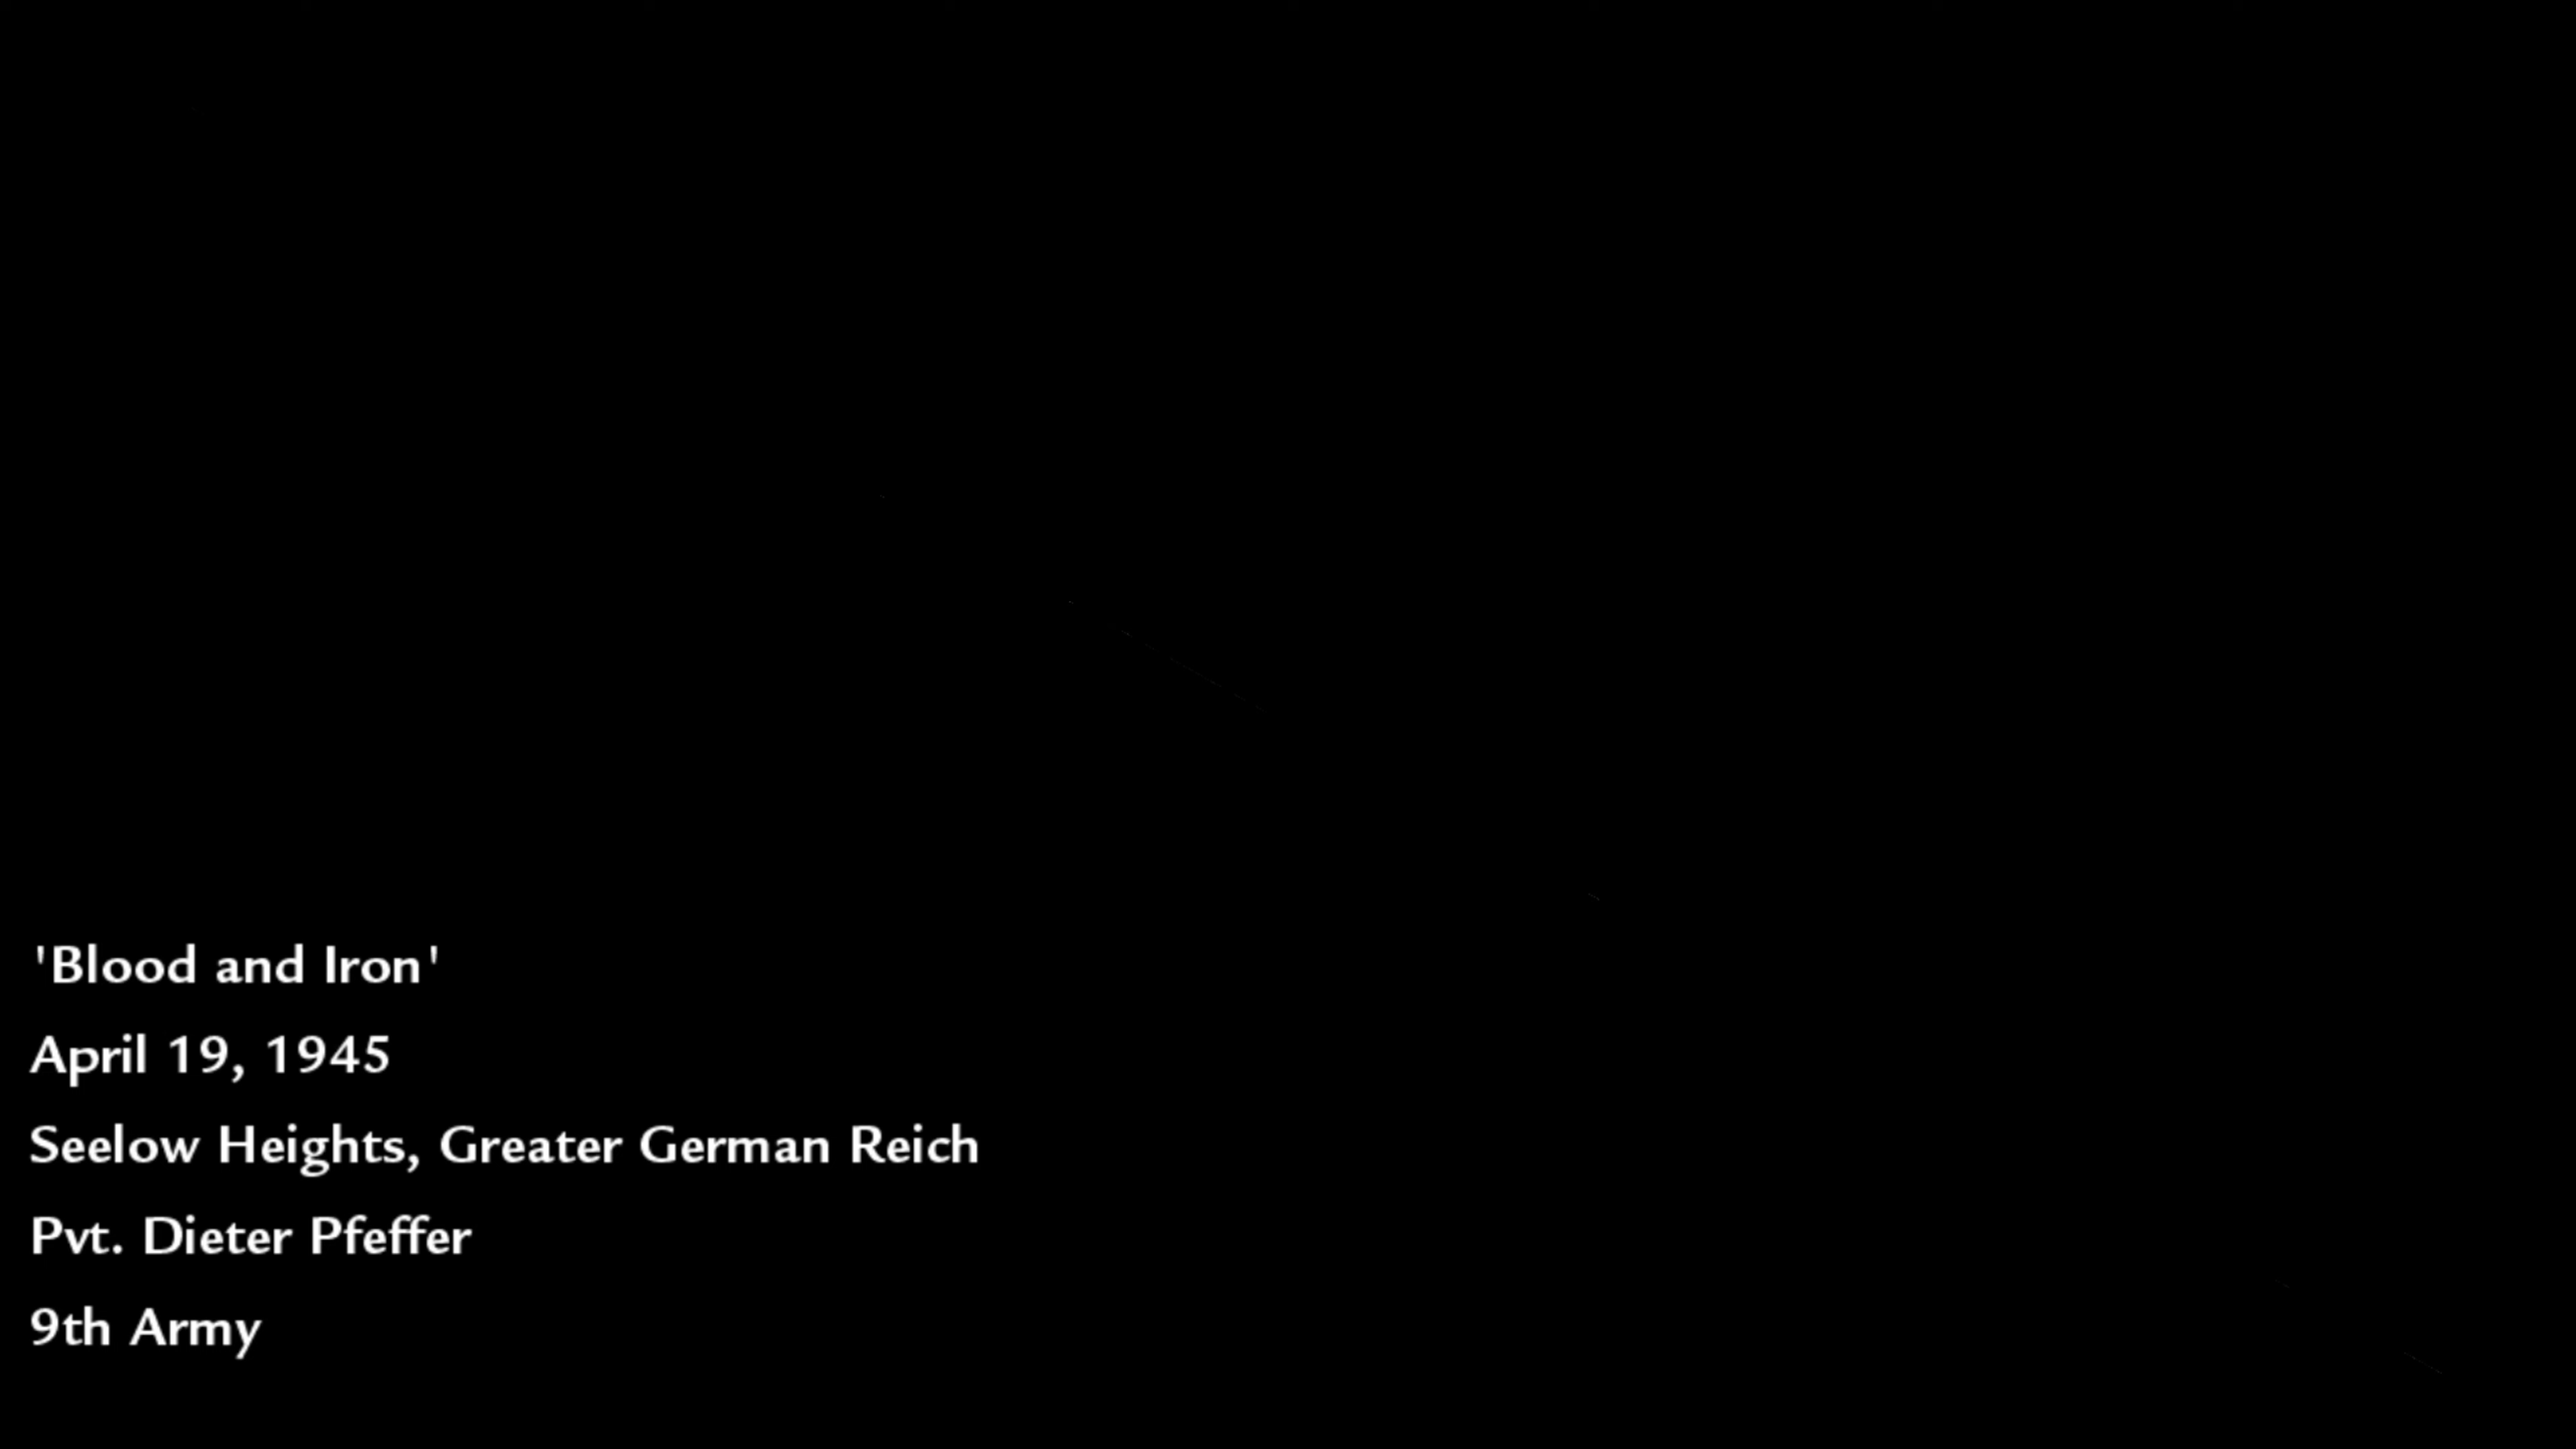 'Blood and Iron'
April 19, 1945
Seelow Heights, Greater German Reich
Pvt. Dieter Pfeffer
9th Army